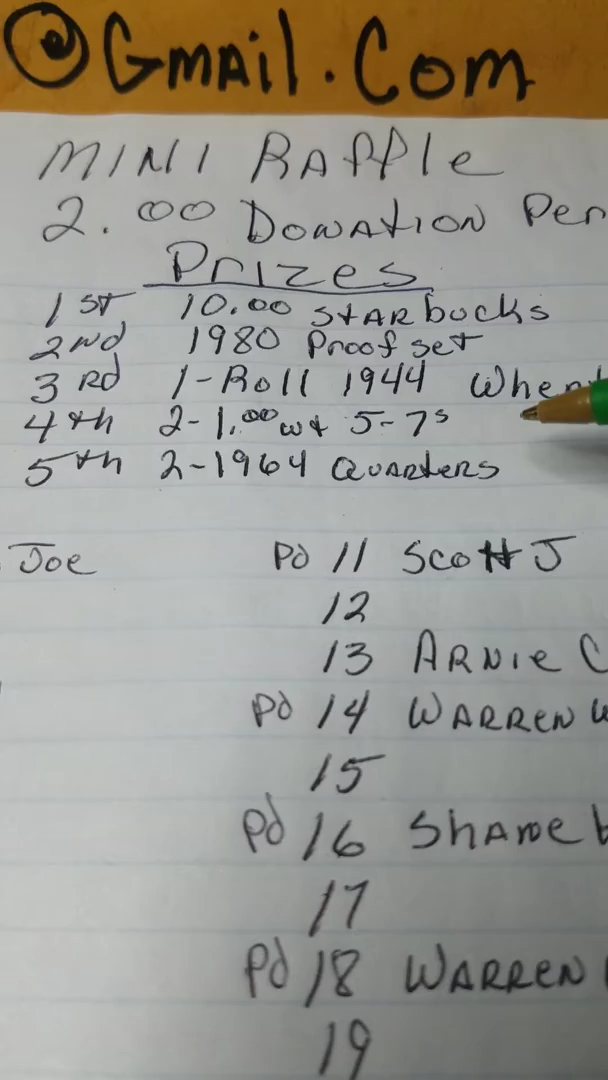 @Gmail.Com
MINI RAFFLE
2.00 DONATION Per
Prizes
1ST 10.00 STARbucks
2ND 1980 Proof set
3RD 1-Roll 1944
4th 2-1.00 wt 5-7s
5th 2-1964 QUARters
Joe Pd 11 Scott J
12
13 ARNie C
Pd 14 WARREN
15
Pd 16 Shane
17
Pd 18 WARREN
19